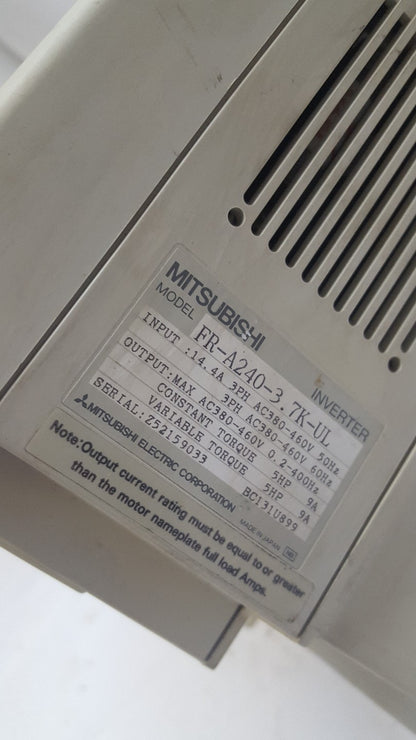 MITSUBISHI
INVERTER
MODEL FR-A240-3.7K-UL
INPUT :14.4A 3PH AC380-460V 50Hz
3PH AC380-460V 60Hz
OUTPUT:MAX AC380-460V 0.2-400Hz
CONSTANT TORQUE 5HP 9A
VARIABLE TORQUE 5HP 9A
SERIAL:Z52159033 BC131U899
MITSUBISHI ELECTRIC CORPORATION MADE IN JAPAN
Note:Output current rating must be equal to or greater
than the motor nameplate full load Amps.